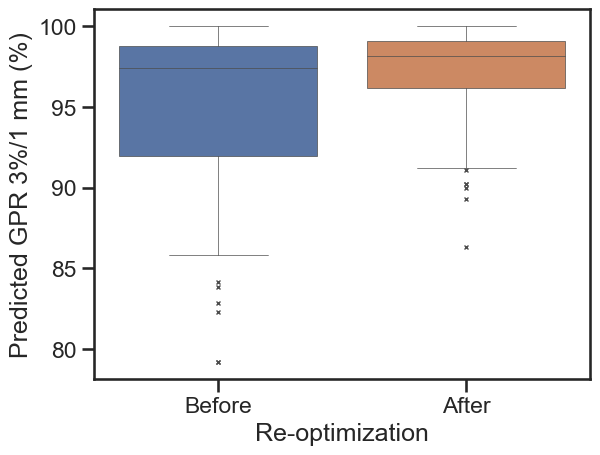 Predicted GPR 3%/1 mm (%)
100
95
90
85
80
Before
After
Re-optimization